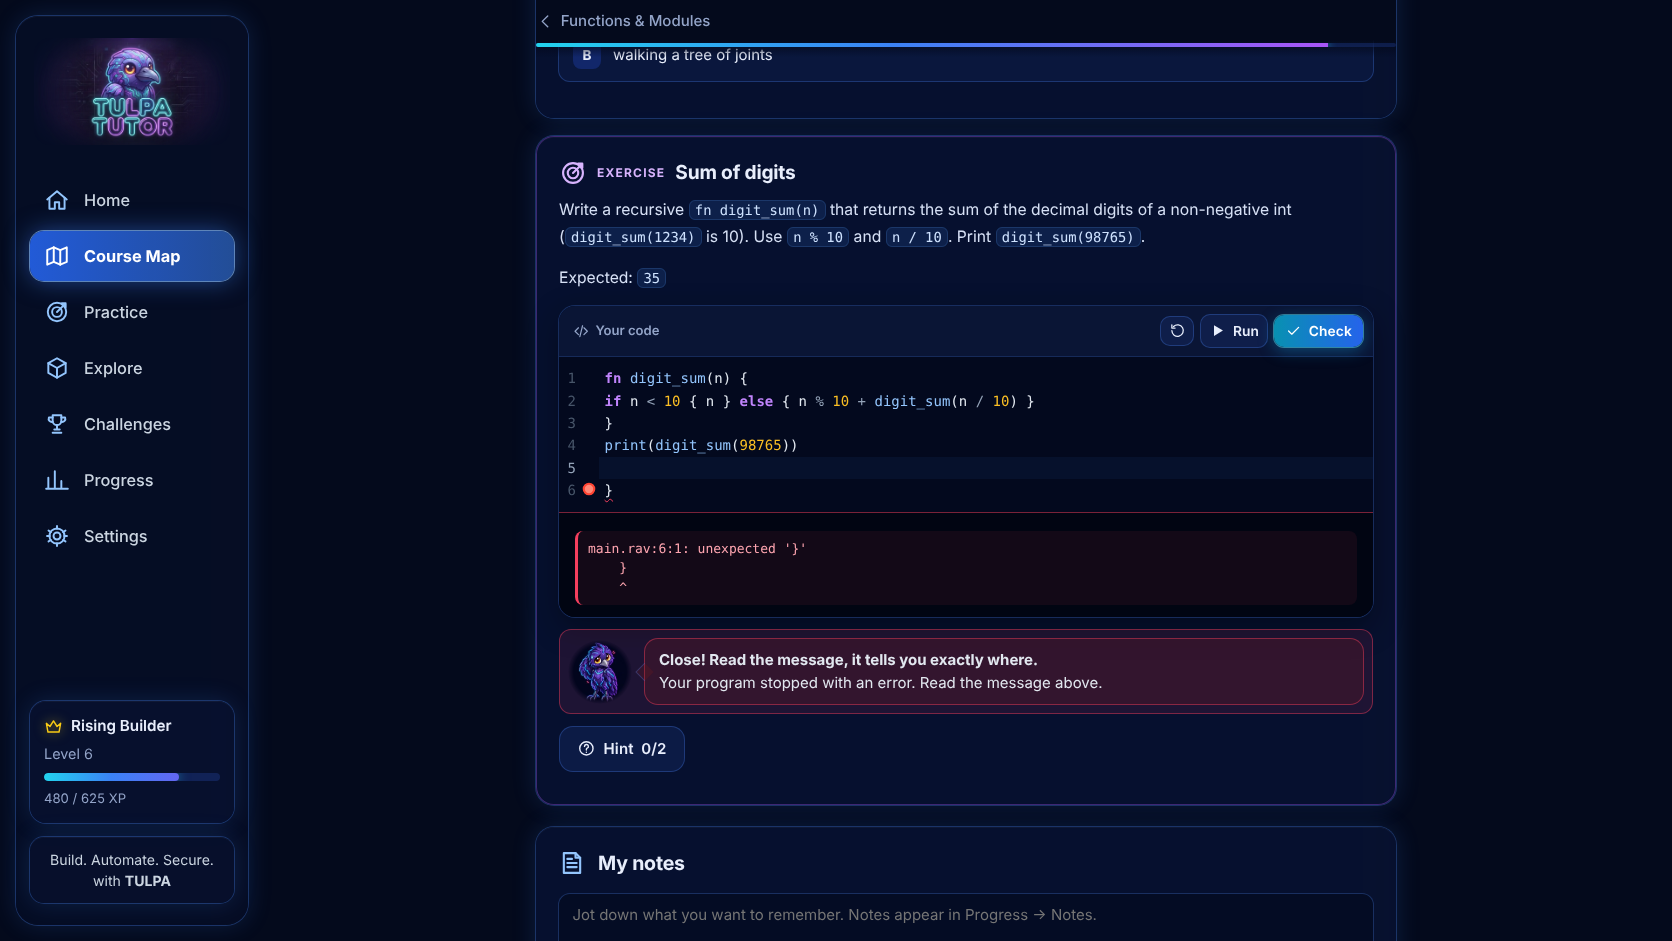 TULPA
TUTOR
Home
Course Map
Practice
Explore
Challenges
Progress
Settings
Rising Builder
Level 6
480 / 625 XP
Build. Automate. Secure.
with TULPA
Functions & Modules
B walking a tree of joints
EXERCISE Sum of digits
Write a recursive fn digit_sum(n) that returns the sum of the decimal digits of a non-negative int
(digit_sum(1234) is 10). Use n % 10 and n / 10. Print digit_sum(98765).
Expected: 35
Your code
Run
Check
1 fn digit_sum(n) {
2 if n < 10 { n } else { n % 10 + digit_sum(n / 10) }
3 }
4 print(digit_sum(98765))
5
6 }
main.rav:6:1: unexpected '}'
}
^
Close! Read the message, it tells you exactly where.
Your program stopped with an error. Read the message above.
Hint 0/2
My notes
Jot down what you want to remember. Notes appear in Progress → Notes.